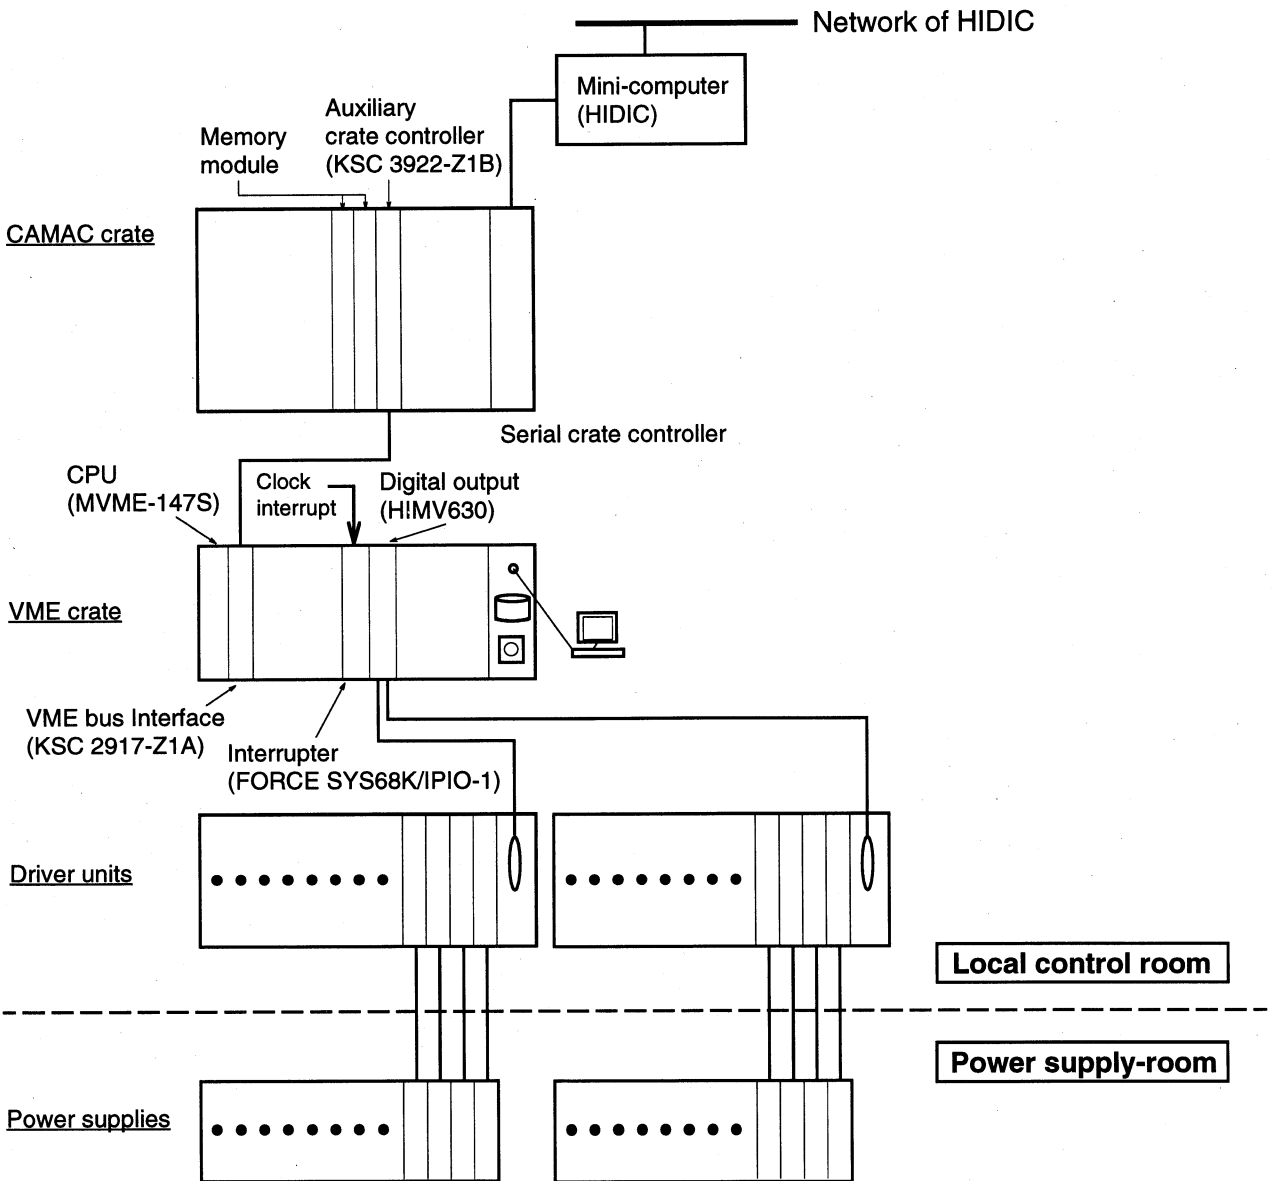 Network of HIDIC
Mini-computer
(HIDIC)
Auxiliary
crate controller
(KSC 3922-Z1B)
Memory
module
CAMAC crate
Serial crate controller
CPU
(MVME-147S)
Clock
interrupt
Digital output
(HIMV630)
VME crate
VME bus Interface
(KSC 2917-Z1A)
Interrupter
(FORCE SYS68K/IPIO-1)
Driver units
Local control room
Power supply-room
Power supplies